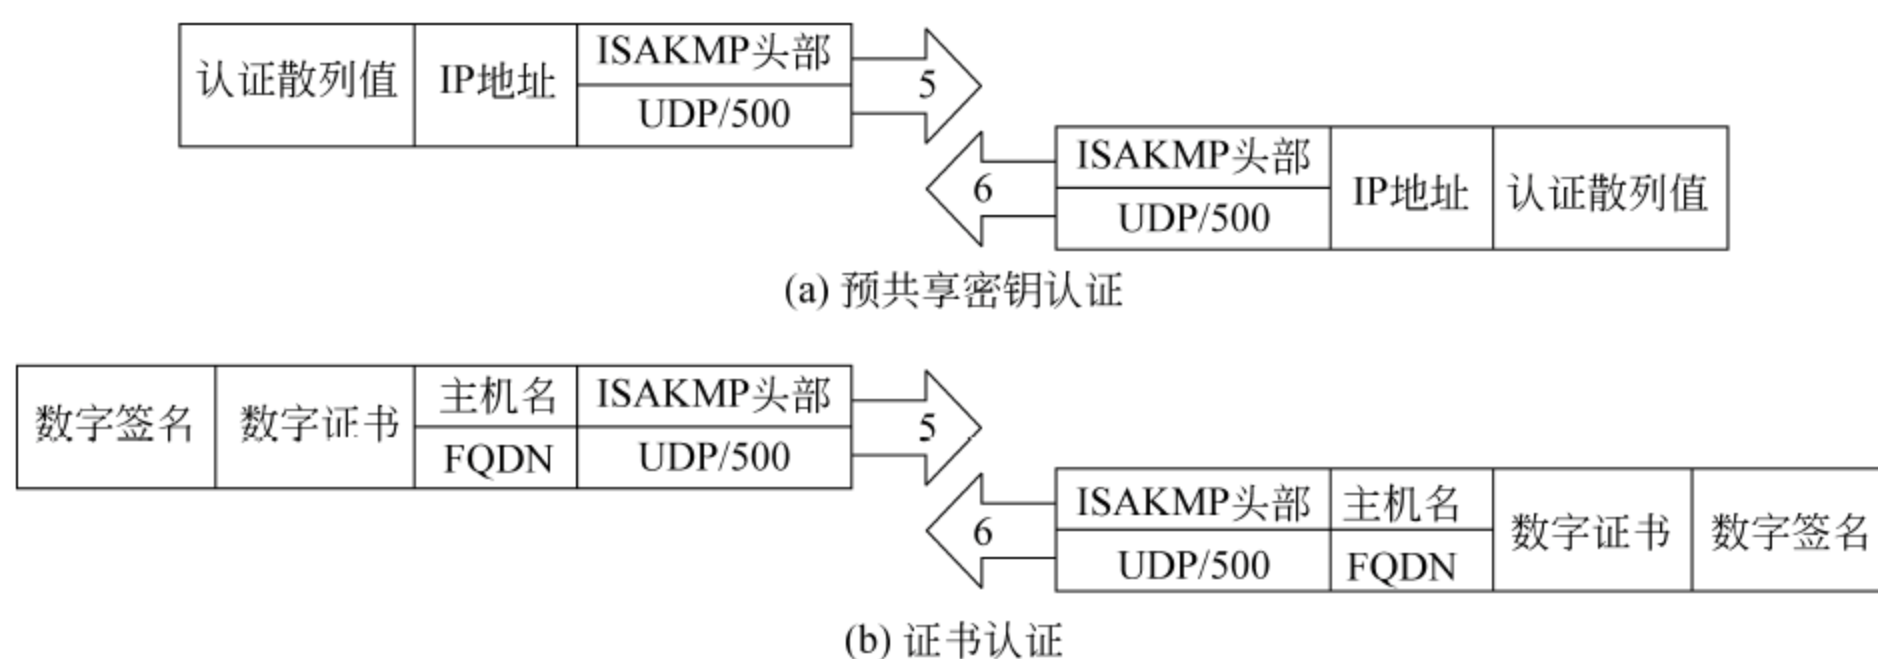 认证散列值
IP地址
ISAKMP头部
UDP/500
5
6
ISAKMP头部
UDP/500
IP地址
认证散列值
(a) 预共享密钥认证
数字签名
数字证书
主机名
FQDN
ISAKMP头部
UDP/500
5
6
ISAKMP头部
UDP/500
主机名
FQDN
数字证书
数字签名
(b) 证书认证